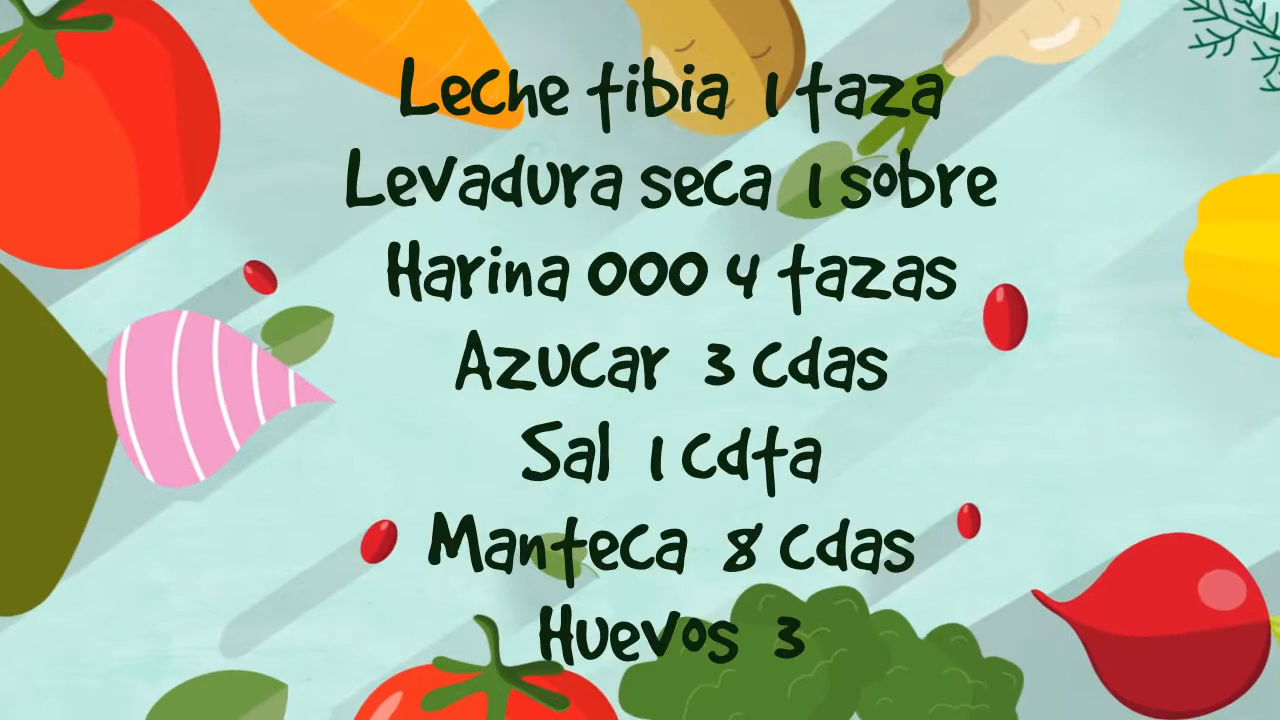 Leche tibia 1 taza
Levadura seca 1 sobre
Harina 000 4 tazas
Azucar 3 cdas
Sal 1 cdta
Manteca 8 cdas
Huevos 3